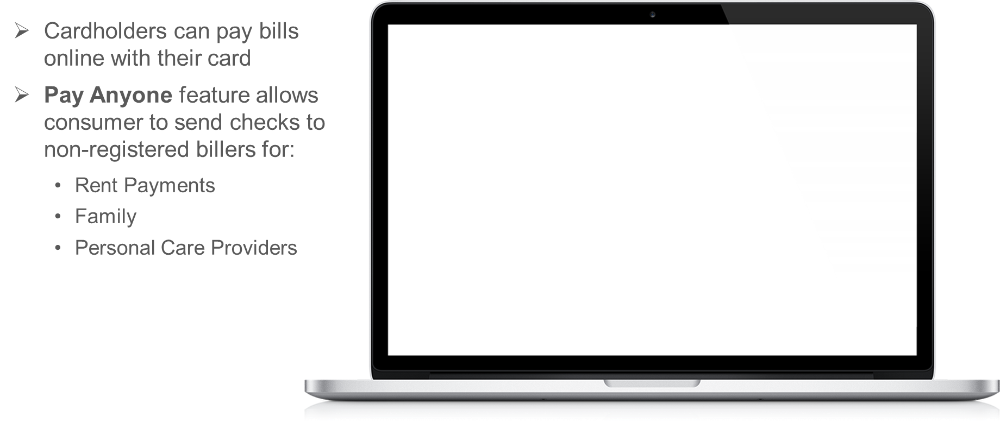 ➢ Cardholders can pay bills
online with their card
➢ Pay Anyone feature allows
consumer to send checks to
non-registered billers for:
• Rent Payments
• Family
• Personal Care Providers